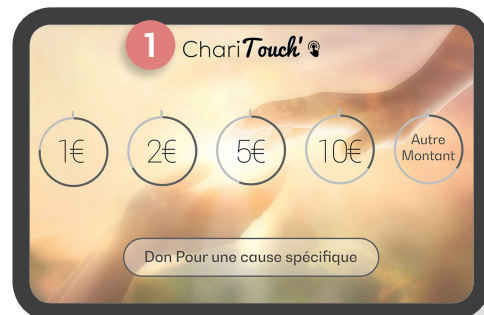 1
ChariTouch'
1€
2€
5€
10€
Autre
Montant
Don Pour une cause spécifique